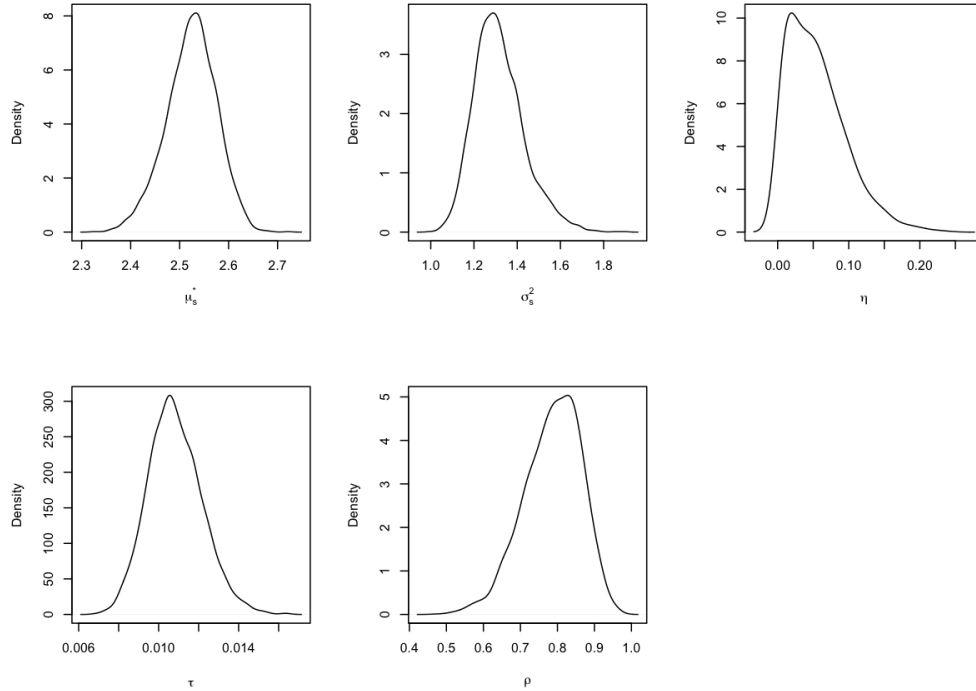 Density
0 2 4 6 8
2.3 2.4 2.5 2.6 2.7
μ*s
Density
0 1 2 3
1.0 1.2 1.4 1.6 1.8
σ²s
Density
0 2 4 6 8 10
0.00 0.10 0.20
η
Density
0 50 100 150 200 250 300
0.006 0.010 0.014
τ
Density
0 1 2 3 4 5
0.4 0.5 0.6 0.7 0.8 0.9 1.0
ρ